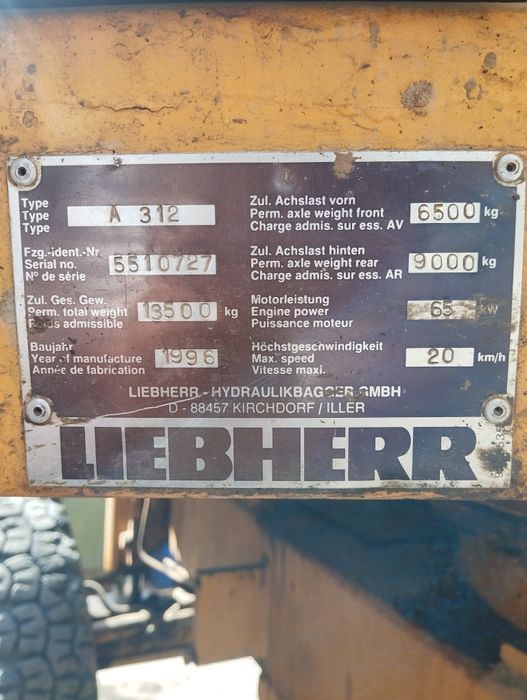 Type
Type A 312
Type
Fzg.-ident.-Nr.
Serial no. 5510727
N° de série
Zul. Ges. Gew.
Perm. total weight 13500 kg
Poids admissible
Baujahr
Year of manufacture 1996
Année de fabrication
Zul. Achslast vorn
Perm. axle weight front 6500 kg
Charge admis. sur ess. AV
Zul. Achslast hinten
Perm. axle weight rear 9000 kg
Charge admis. sur ess. AR
Motorleistung
Engine power 65 kW
Puissance moteur
Höchstgeschwindigkeit
Max. speed 20 km/h
Vitesse maxi.
LIEBHERR - HYDRAULIKBAGGER GMBH
D - 88457 KIRCHDORF / ILLER
LIEBHERR